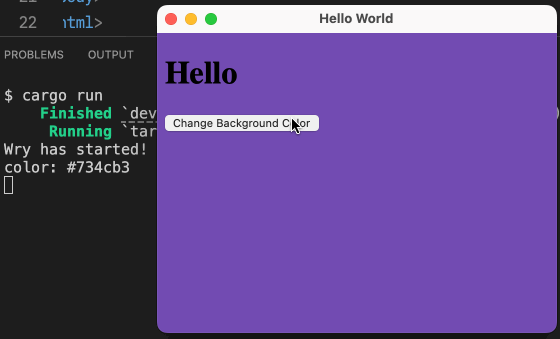 22 html>
PROBLEMS OUTPUT
$ cargo run
Finished `dev
Running `tar
Wry has started!
color: #734cb3
Hello World
Hello
Change Background Color